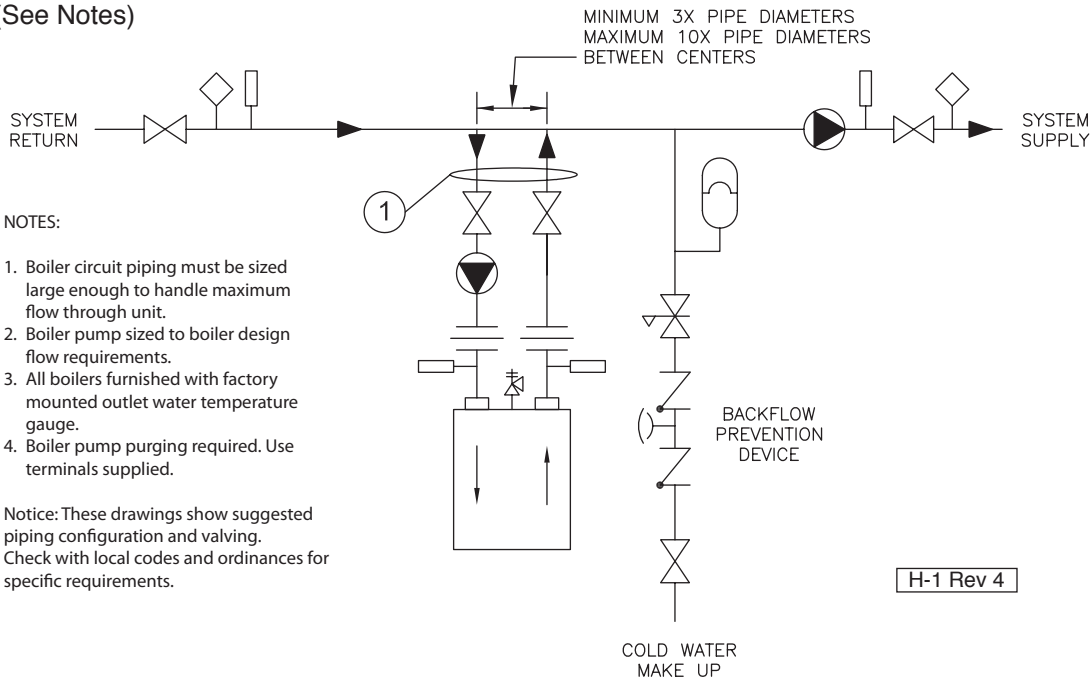 (See Notes)
MINIMUM 3X PIPE DIAMETERS
MAXIMUM 10X PIPE DIAMETERS
BETWEEN CENTERS
SYSTEM
RETURN
SYSTEM
SUPPLY
1
NOTES:
1. Boiler circuit piping must be sized
large enough to handle maximum
flow through unit.
2. Boiler pump sized to boiler design
flow requirements.
3. All boilers furnished with factory
mounted outlet water temperature
gauge.
4. Boiler pump purging required. Use
terminals supplied.
Notice: These drawings show suggested
piping configuration and valving.
Check with local codes and ordinances for
specific requirements.
BACKFLOW
PREVENTION
DEVICE
H-1 Rev 4
COLD WATER
MAKE UP